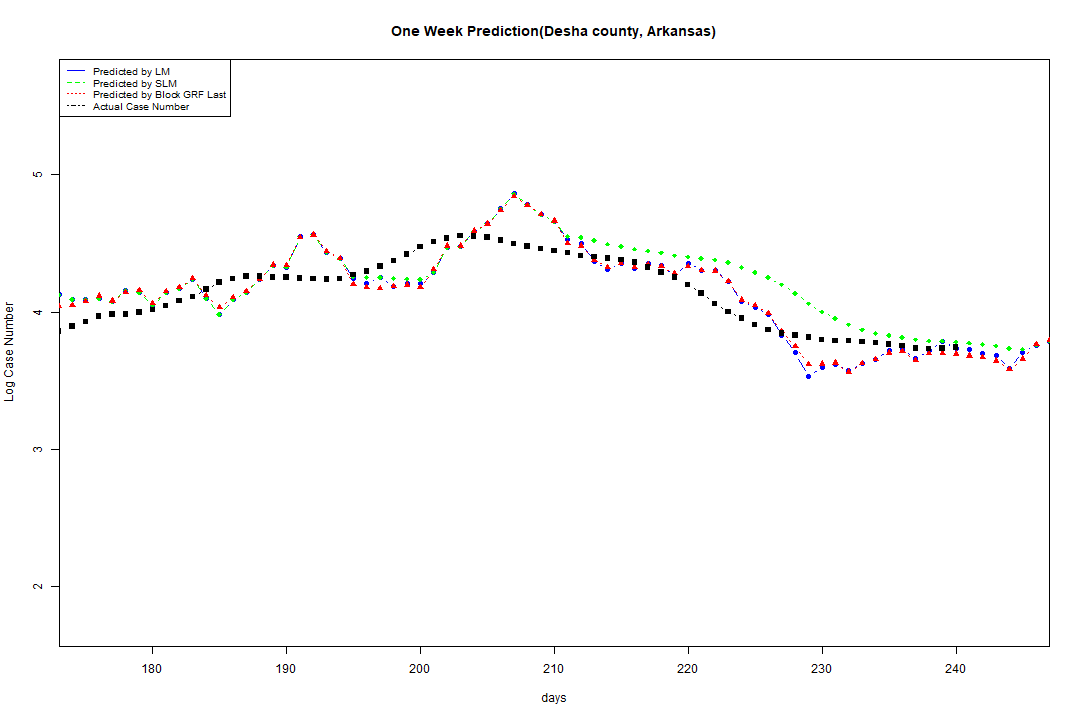 One Week Prediction(Desha county, Arkansas)
Predicted by LM
Predicted by SLM
Predicted by Block GRF Last
Actual Case Number
5
4
3
2
Log Case Number
180 190 200 210 220 230 240
days